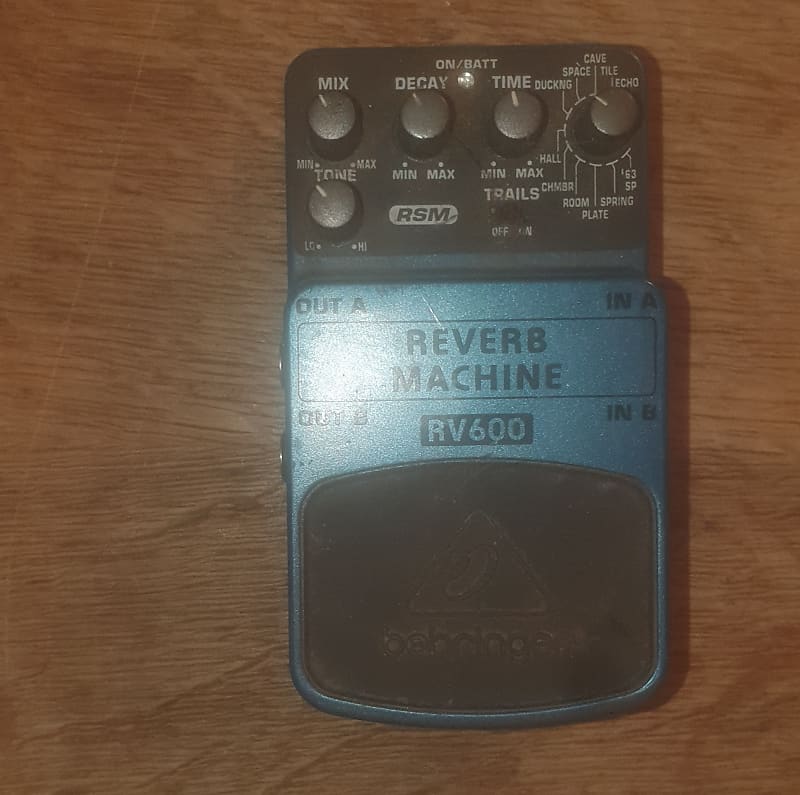 ON/BATT
MIX DECAY TIME
MIN MAX MIN MAX MIN MAX
TONE
LO HI
RSM
TRAILS
OFF ON
DUCKNG SPACE CAVE TILE ECHO
HALL CHMBR ROOM PLATE SPRING '63 SP
OUT A IN A
REVERB
MACHINE
OUT B IN B
RV600
behringer